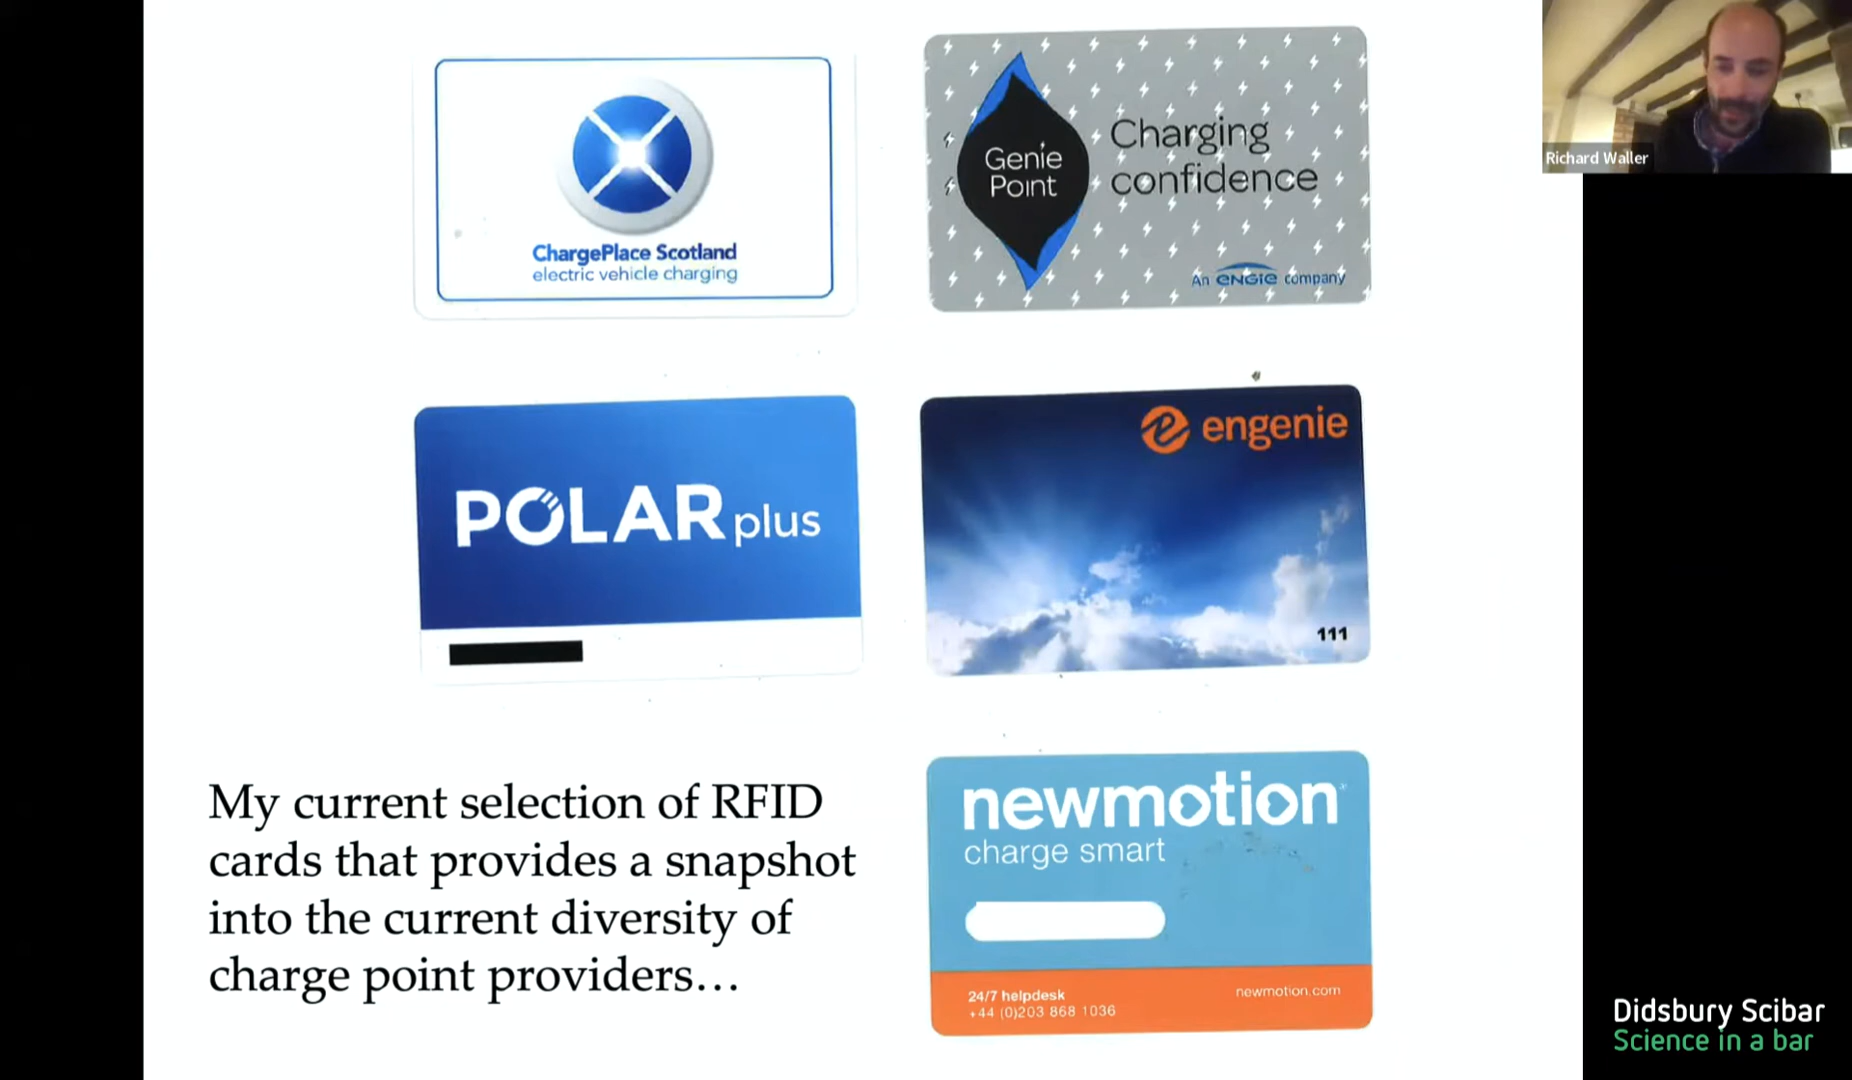 ChargePlace Scotland
electric vehicle charging
Genie
Point
Charging
confidence
An ENGIE company
Richard Waller
POLAR plus
engenie
111
My current selection of RFID
cards that provides a snapshot
into the current diversity of
charge point providers…
newmotion
charge smart
24/7 helpdesk
+44 (0)203 868 1036
newmotion.com
Didsbury Scibar
Science in a bar